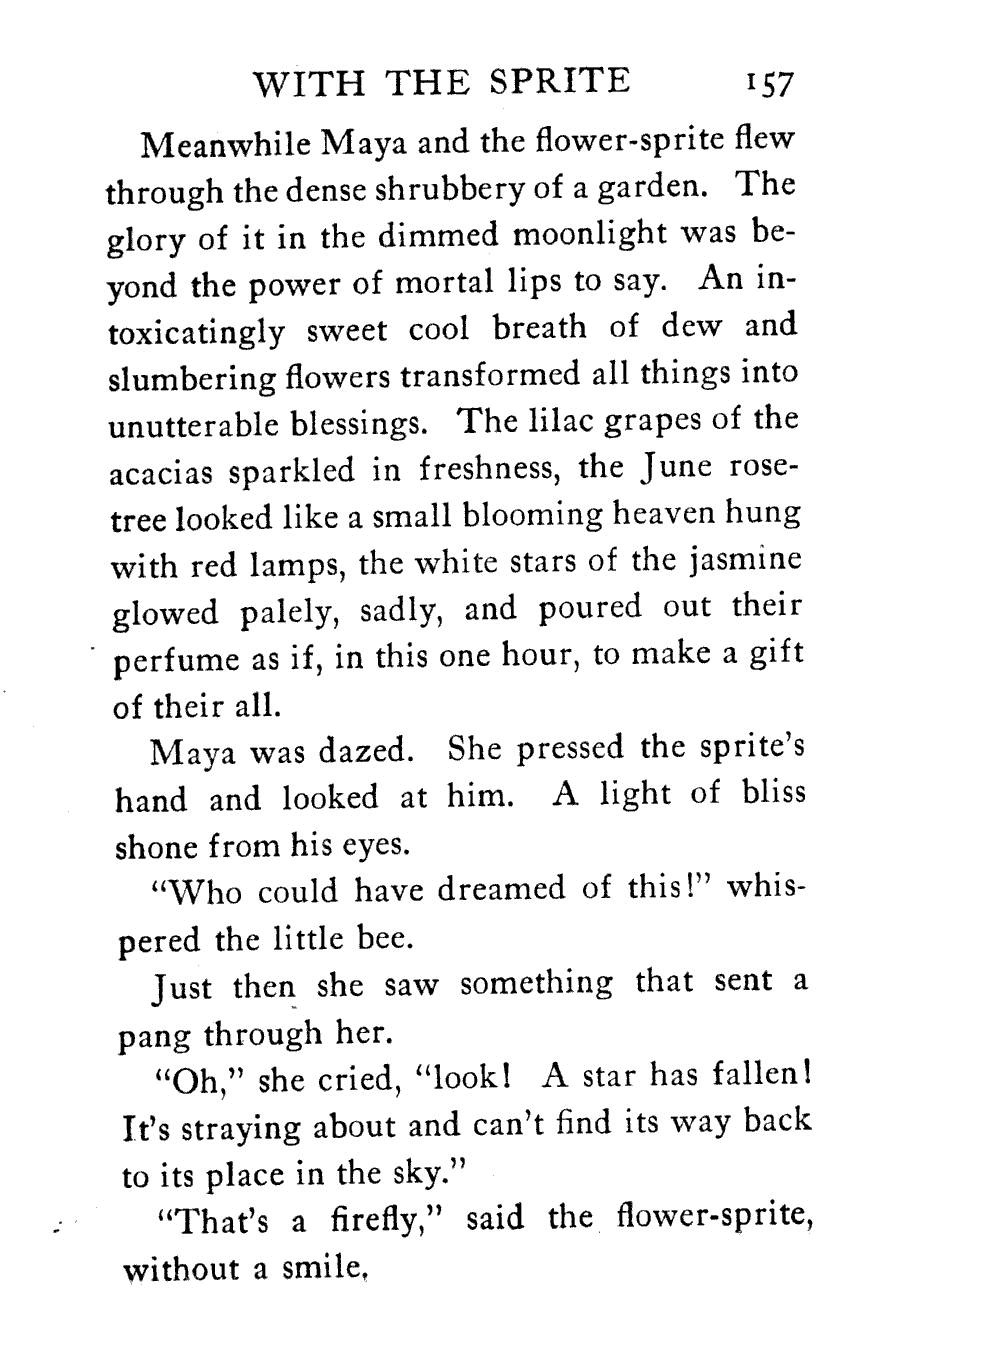 WITH THE SPRITE 157
Meanwhile Maya and the flower-sprite flew
through the dense shrubbery of a garden. The
glory of it in the dimmed moonlight was be-
yond the power of mortal lips to say. An in-
toxicatingly sweet cool breath of dew and
slumbering flowers transformed all things into
unutterable blessings. The lilac grapes of the
acacias sparkled in freshness, the June rose-
tree looked like a small blooming heaven hung
with red lamps, the white stars of the jasmine
glowed palely, sadly, and poured out their
perfume as if, in this one hour, to make a gift
of their all.
Maya was dazed. She pressed the sprite's
hand and looked at him. A light of bliss
shone from his eyes.
“Who could have dreamed of this!” whis-
pered the little bee.
Just then she saw something that sent a
pang through her.
“Oh,” she cried, “look! A star has fallen!
It's straying about and can't find its way back
to its place in the sky.”
“That's a firefly,” said the flower-sprite,
without a smile.